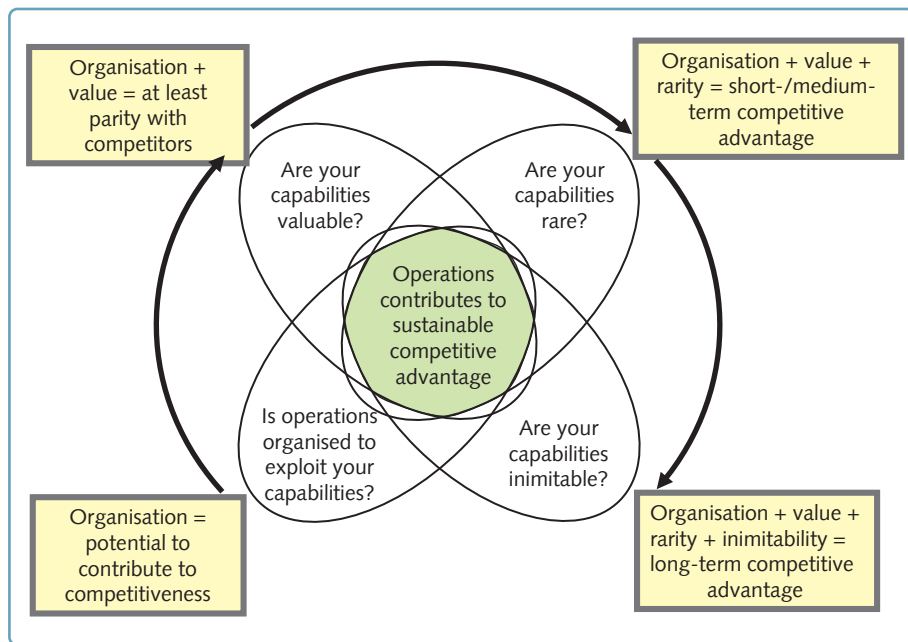 Organisation +
value = at least
parity with
competitors
Organisation + value +
rarity = short-/medium-
term competitive
advantage
Are your
capabilities
valuable?
Are your
capabilities
rare?
Operations
contributes to
sustainable
competitive
advantage
Is operations
organised to
exploit your
capabilities?
Are your
capabilities
inimitable?
Organisation =
potential to
contribute to
competitiveness
Organisation + value +
rarity + inimitability =
long-term competitive
advantage